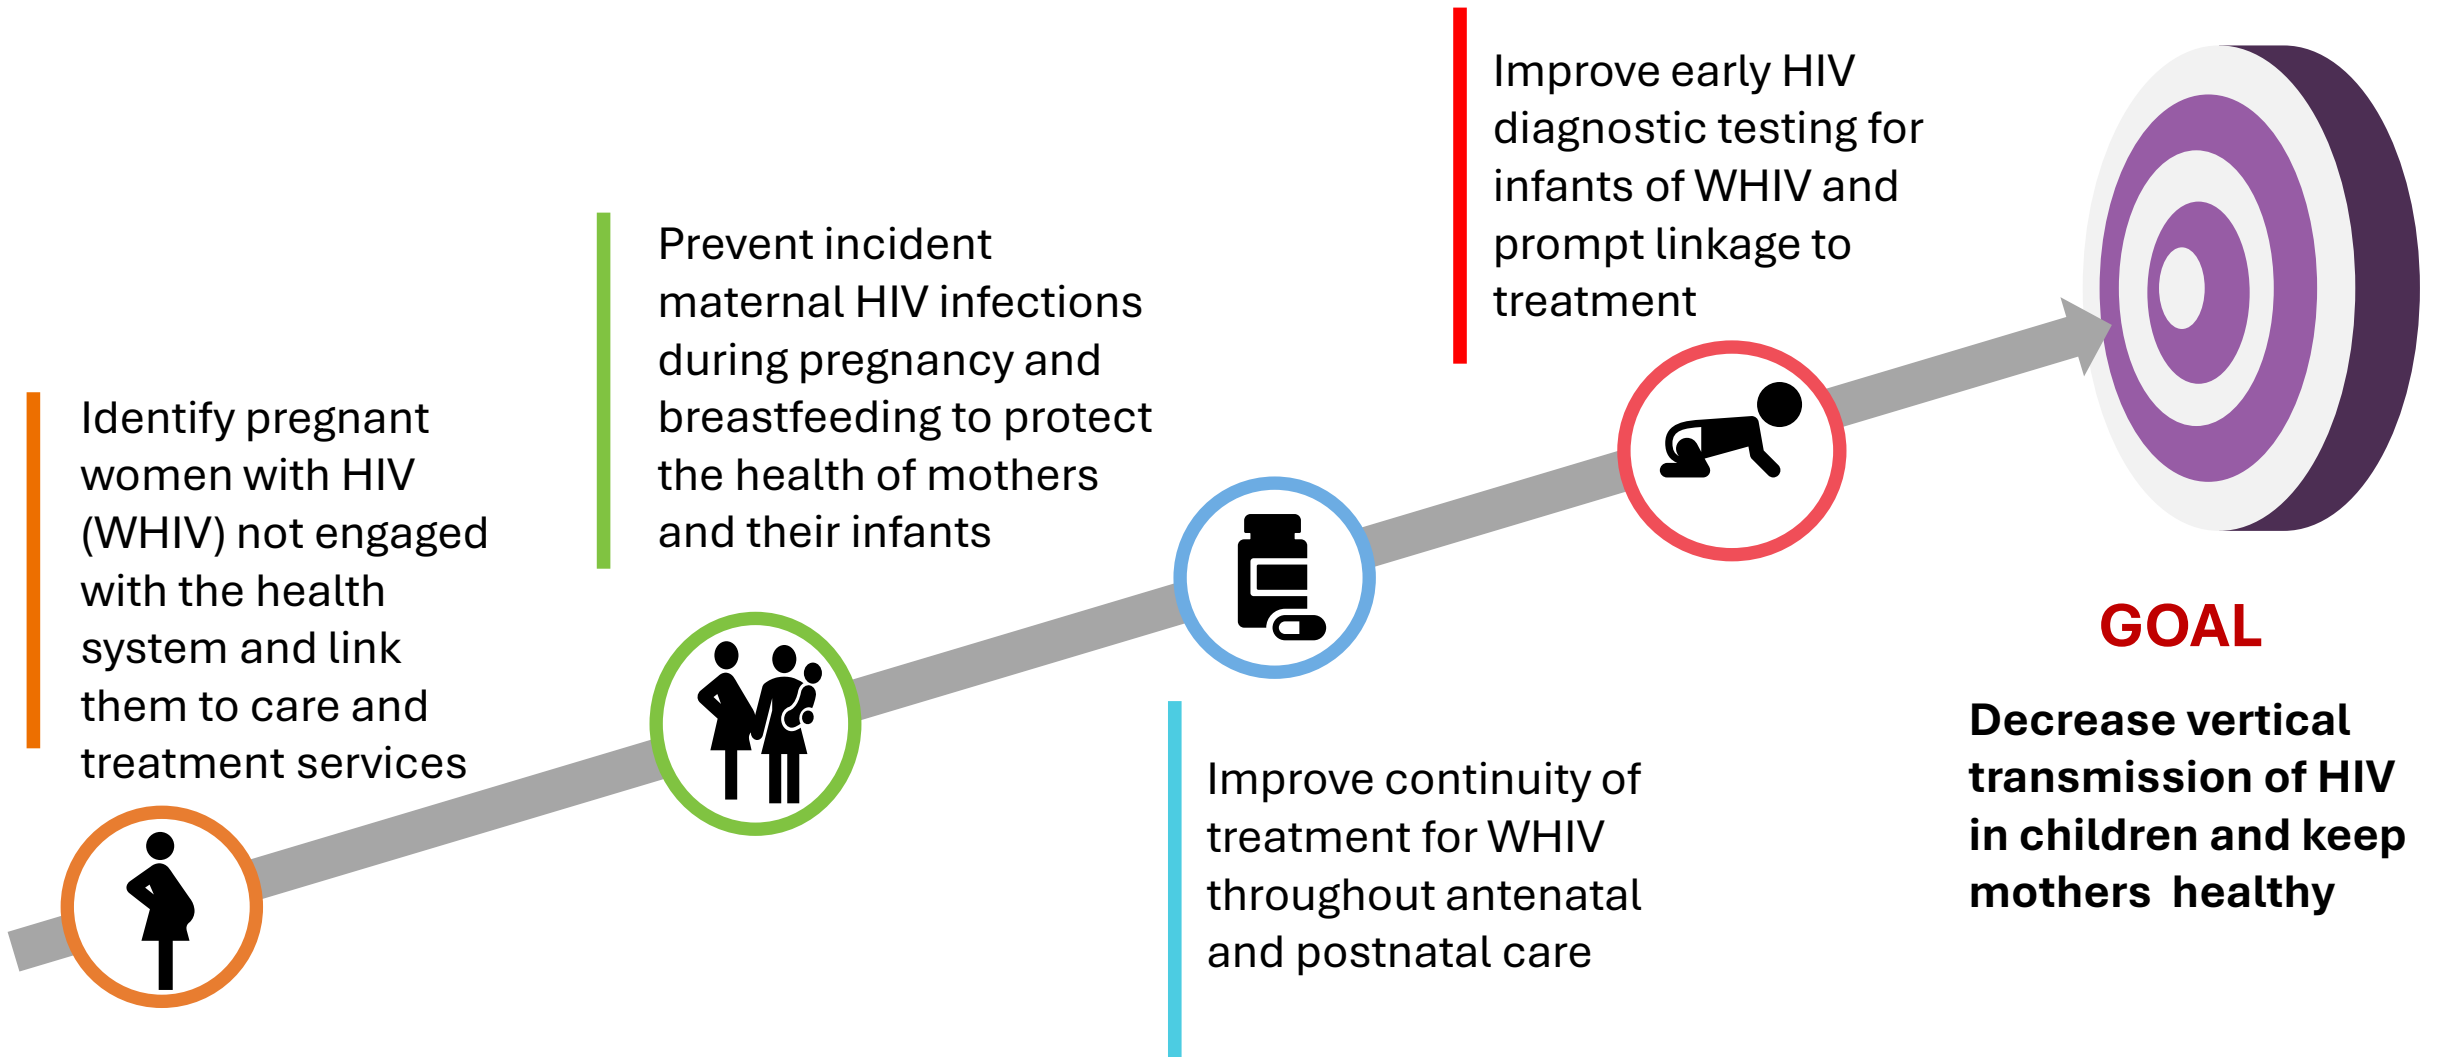 Identify pregnant
women with HIV
(WHIV) not engaged
with the health
system and link
them to care and
treatment services
Prevent incident
maternal HIV infections
during pregnancy and
breastfeeding to protect
the health of mothers
and their infants
Improve continuity of
treatment for WHIV
throughout antenatal
and postnatal care
Improve early HIV
diagnostic testing for
infants of WHIV and
prompt linkage to
treatment
GOAL
Decrease vertical
transmission of HIV
in children and keep
mothers  healthy